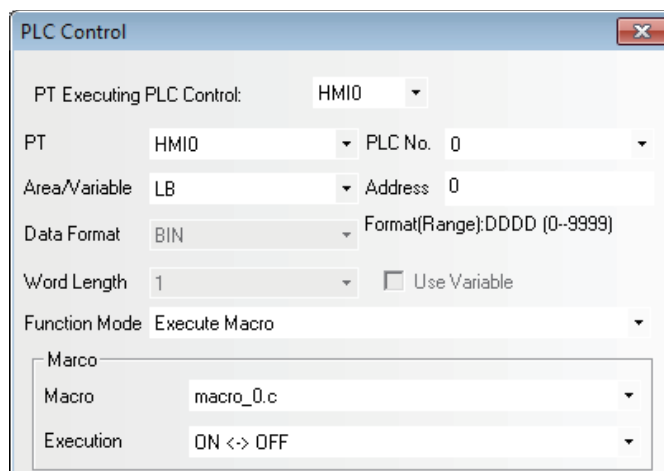 PLC Control
PT Executing PLC Control: HMI0
PT HMI0 PLC No. 0
Area/Variable LB Address 0
Data Format BIN Format(Range):DDDD (0--9999)
Word Length 1 Use Variable
Function Mode Execute Macro
Marco
Macro macro_0.c
Execution ON <-> OFF